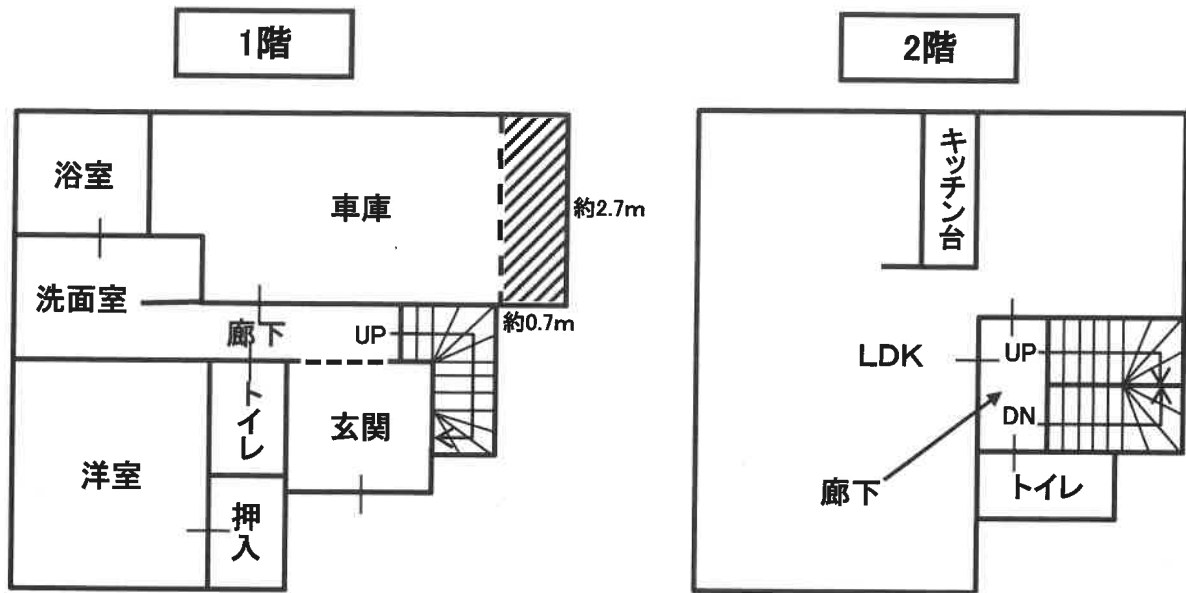 1階
2階
浴室
車庫
約2.7m
洗面室
約0.7m
廊下
UP
トイレ
玄関
洋室
押入
キッチン台
LDK
UP
DN
廊下
トイレ